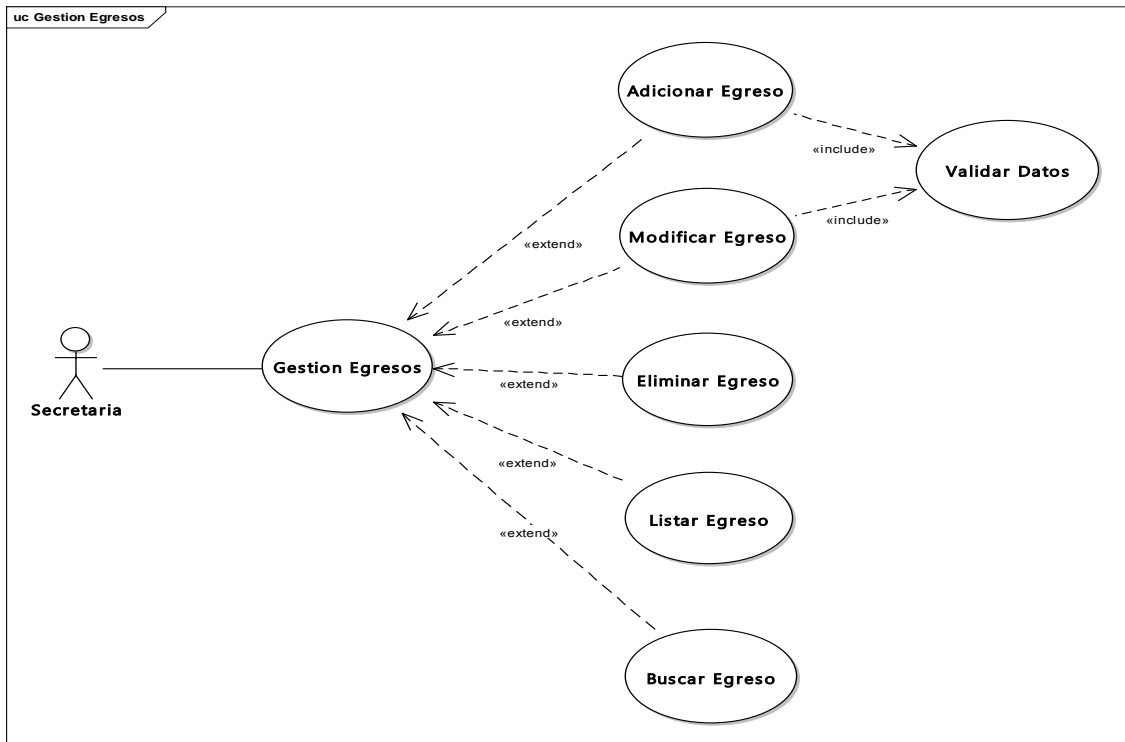 uc Gestion Egresos
Adicionar Egreso
«include»
Validar Datos
Modificar Egreso
«include»
«extend»
«extend»
Gestion Egresos
Eliminar Egreso
«extend»
Secretaria
«extend»
Listar Egreso
«extend»
Buscar Egreso